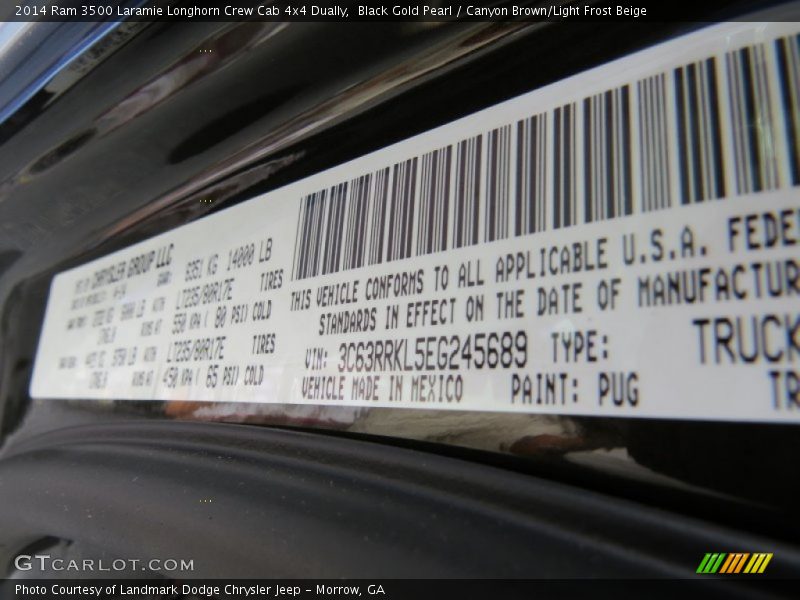 2014 Ram 3500 Laramie Longhorn Crew Cab 4x4 Dually,  Black Gold Pearl / Canyon Brown/Light Frost Beige
CHRYSLER GROUP LLC
6351 KG 14000 LB
LT235/80R17E TIRES
550 KPA ( 80 PSI) COLD
LT235/80R17E TIRES
450 KPA ( 65 PSI) COLD
THIS VEHICLE CONFORMS TO ALL APPLICABLE U.S.A. FEDE
STANDARDS IN EFFECT ON THE DATE OF MANUFACTUR
VIN: 3C63RRKL5EG245689 TYPE: TRUCK
VEHICLE MADE IN MEXICO PAINT: PUG TR
GTCARLOT.COM
Photo Courtesy of Landmark Dodge Chrysler Jeep - Morrow, GA